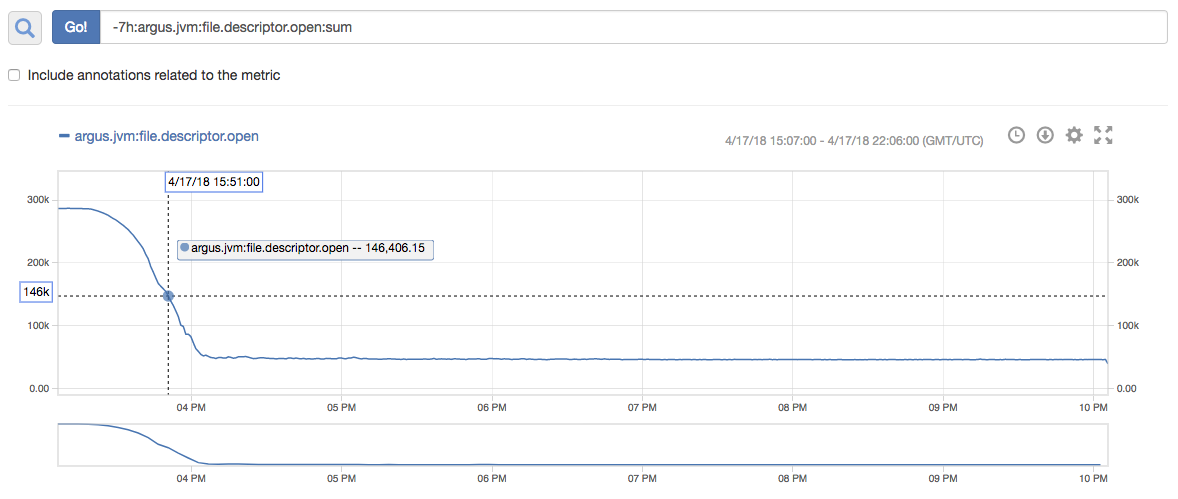 Go! -7h:argus.jvm:file.descriptor.open:sum
Include annotations related to the metric
argus.jvm:file.descriptor.open
4/17/18 15:07:00 - 4/17/18 22:06:00 (GMT/UTC)
4/17/18 15:51:00
300k 300k
argus.jvm:file.descriptor.open -- 146,406.15
200k 200k
146k
100k 100k
0.00 0.00
04 PM 05 PM 06 PM 07 PM 08 PM 09 PM 10 PM
04 PM 05 PM 06 PM 07 PM 08 PM 09 PM 10 PM